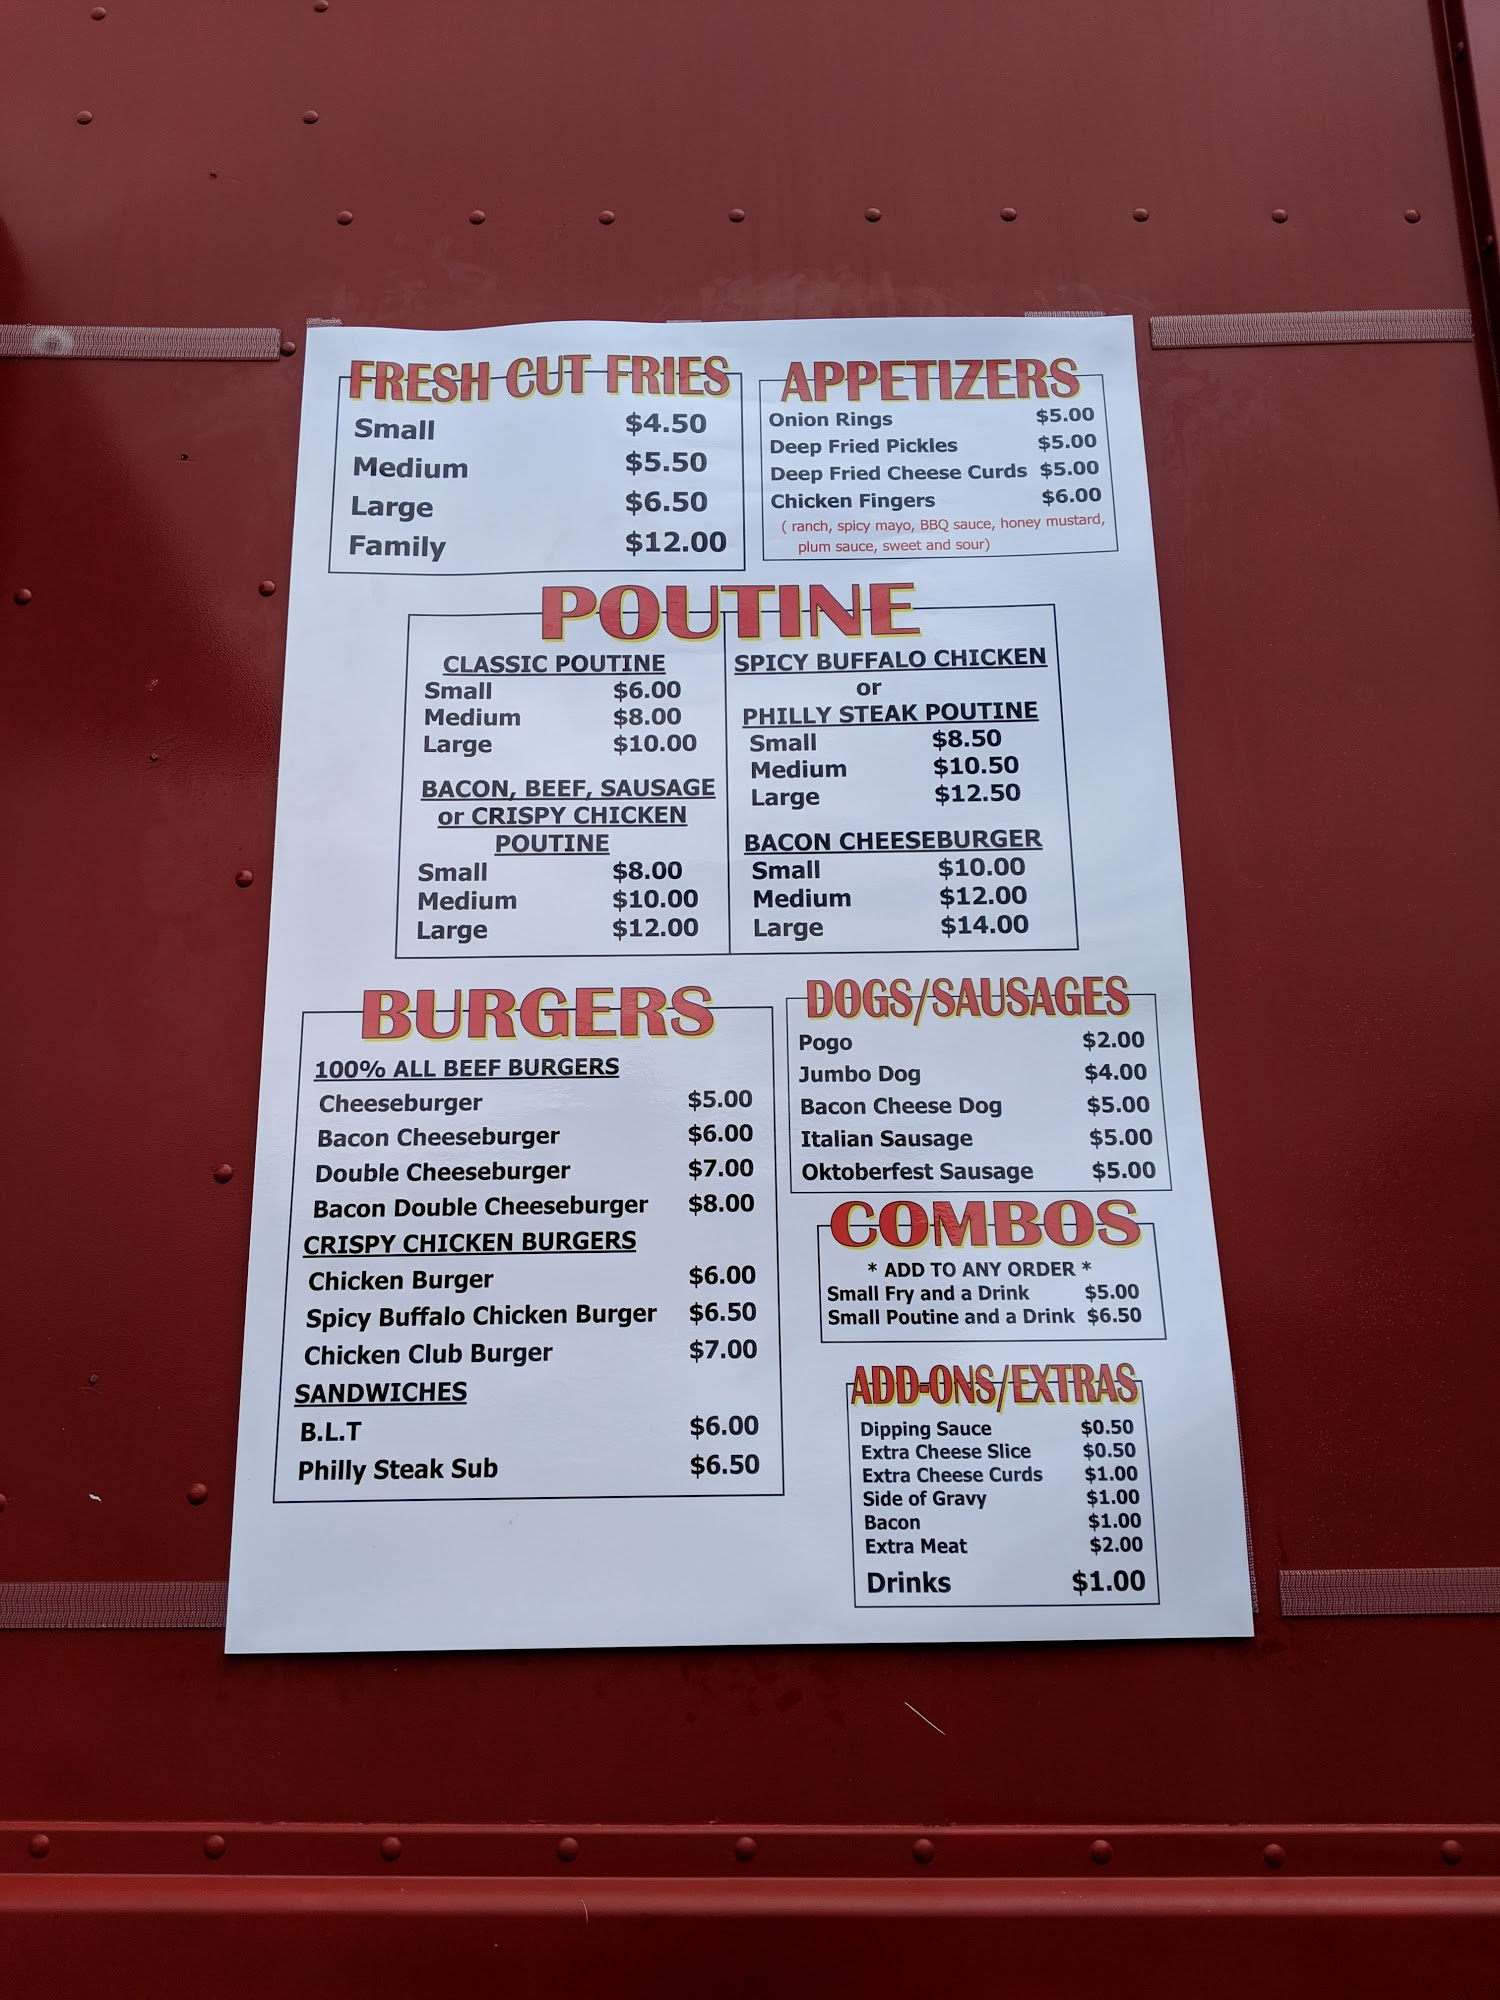 FRESH CUT FRIES
Small $4.50
Medium $5.50
Large $6.50
Family $12.00
APPETIZERS
Onion Rings $5.00
Deep Fried Pickles $5.00
Deep Fried Cheese Curds $5.00
Chicken Fingers $6.00
( ranch, spicy mayo, BBQ sauce, honey mustard,
plum sauce, sweet and sour)
POUTINE
CLASSIC POUTINE
Small $6.00
Medium $8.00
Large $10.00
BACON, BEEF, SAUSAGE
or CRISPY CHICKEN
POUTINE
Small $8.00
Medium $10.00
Large $12.00
SPICY BUFFALO CHICKEN
or
PHILLY STEAK POUTINE
Small $8.50
Medium $10.50
Large $12.50
BACON CHEESEBURGER
Small $10.00
Medium $12.00
Large $14.00
BURGERS
100% ALL BEEF BURGERS
Cheeseburger $5.00
Bacon Cheeseburger $6.00
Double Cheeseburger $7.00
Bacon Double Cheeseburger $8.00
CRISPY CHICKEN BURGERS
Chicken Burger $6.00
Spicy Buffalo Chicken Burger $6.50
Chicken Club Burger $7.00
SANDWICHES
B.L.T $6.00
Philly Steak Sub $6.50
DOGS/SAUSAGES
Pogo $2.00
Jumbo Dog $4.00
Bacon Cheese Dog $5.00
Italian Sausage $5.00
Oktoberfest Sausage $5.00
COMBOS
* ADD TO ANY ORDER *
Small Fry and a Drink $5.00
Small Poutine and a Drink $6.50
ADD-ONS/EXTRAS
Dipping Sauce $0.50
Extra Cheese Slice $0.50
Extra Cheese Curds $1.00
Side of Gravy $1.00
Bacon $1.00
Extra Meat $2.00
Drinks $1.00